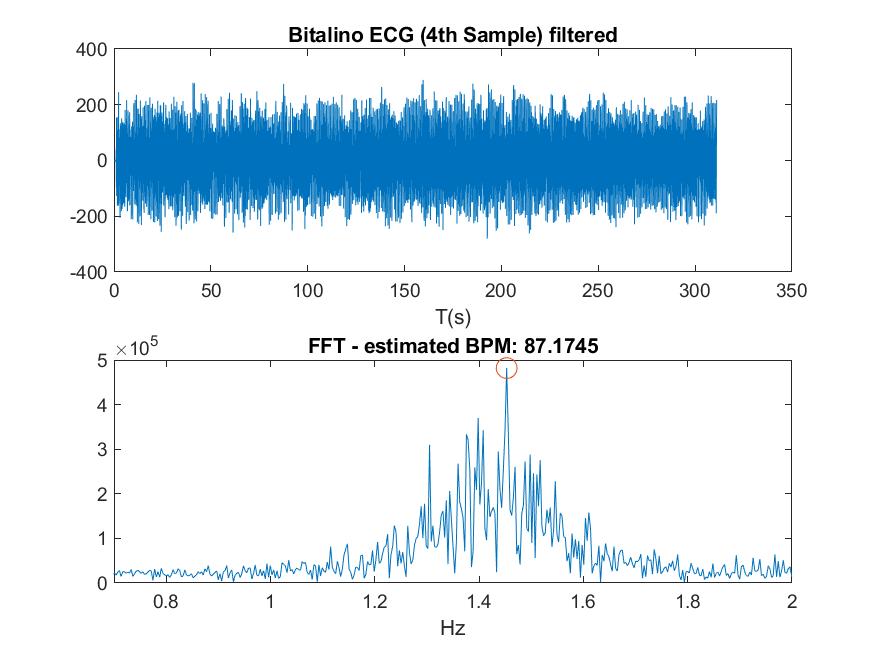 Bitalino ECG (4th Sample) filtered
400
200
0
-200
-400
0 50 100 150 200 250 300 350
T(s)
FFT - estimated BPM: 87.1745
×10⁵
5
4
3
2
1
0
0.8 1 1.2 1.4 1.6 1.8 2
Hz